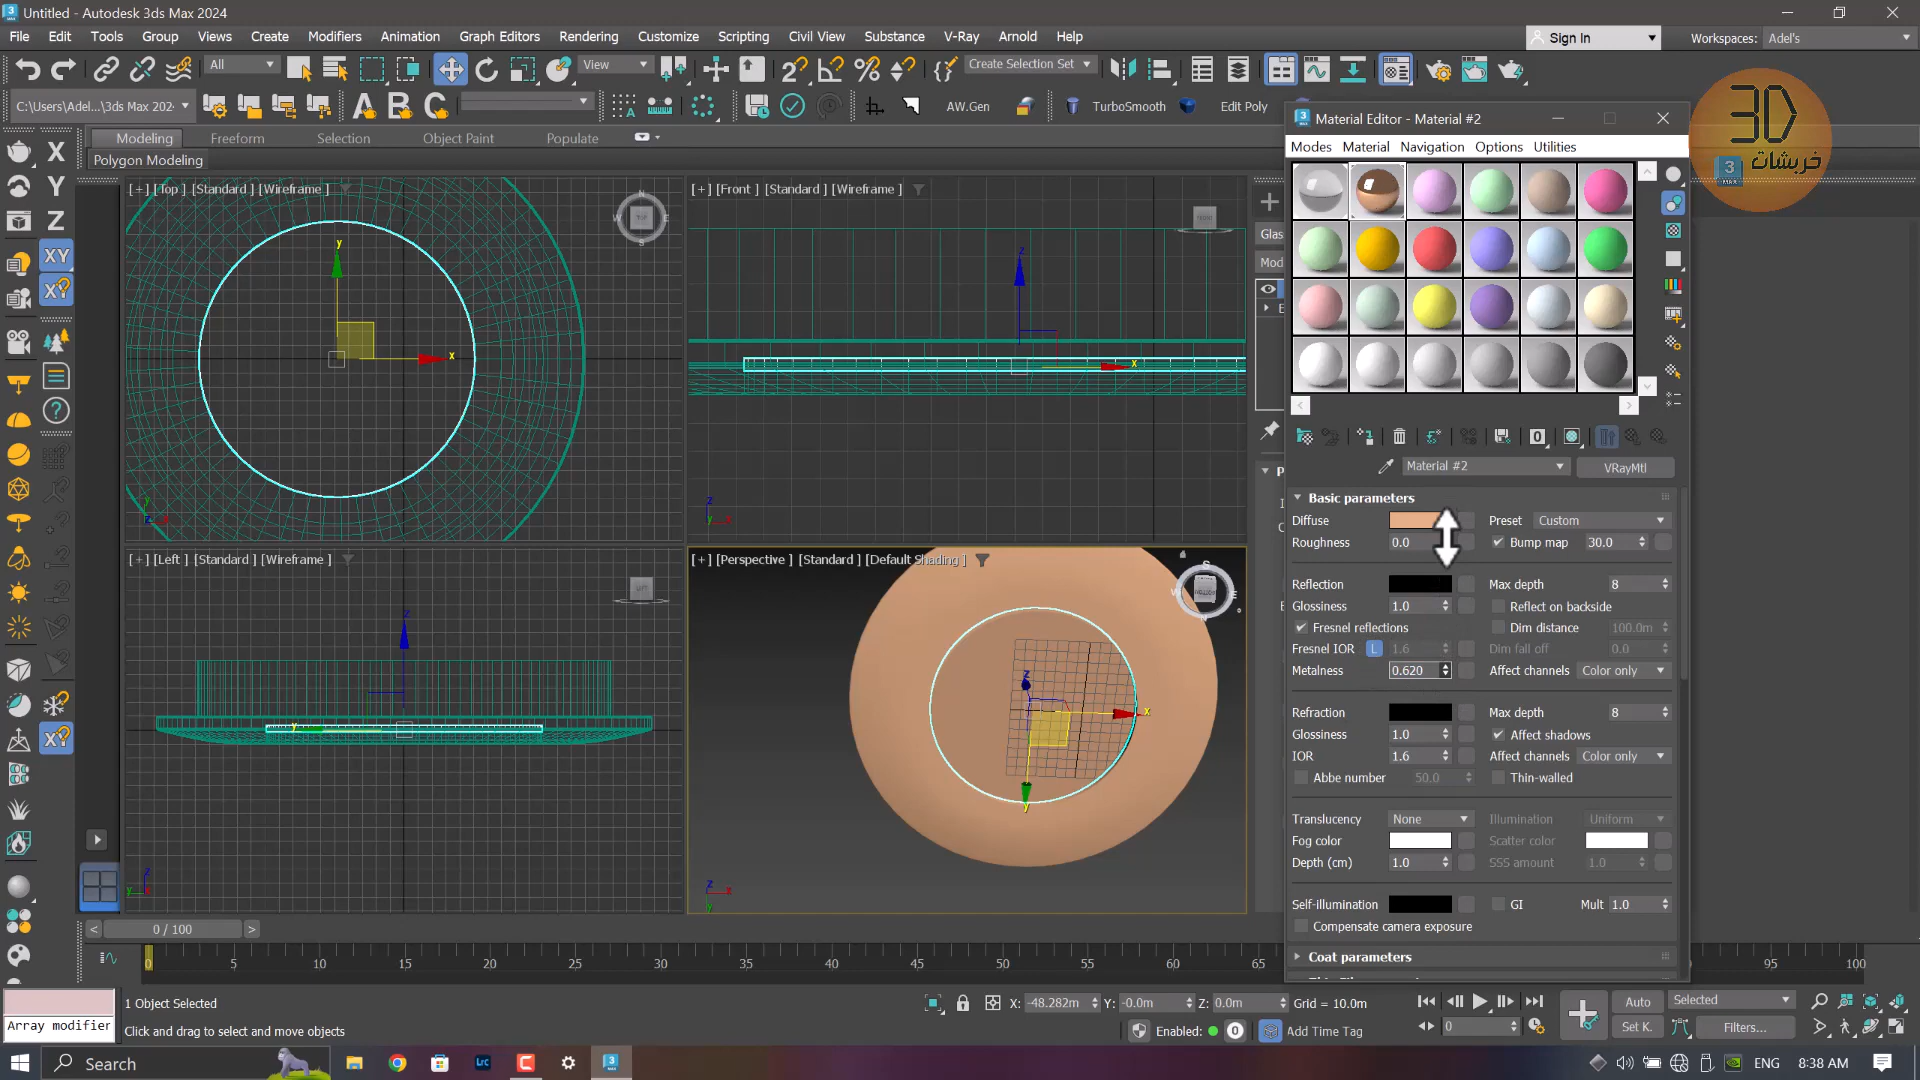 Untitled - Autodesk 3ds Max 2024
File Edit Tools Group Views Create Modifiers Animation Graph Editors Rendering Customize Scripting Civil View Substance V-Ray Arnold Help
Sign In
Workspaces: Adel's
All
View
Create Selection Set
C:\Users\Adel...\3ds Max 202
AW.Gen
TurboSmooth
Edit Poly
Modeling Freeform Selection Object Paint Populate
Polygon Modeling
3D
خربشات
MAX
Material Editor - Material #2
Modes Material Navigation Options Utilities
[+] [Top] [Standard] [Wireframe]
[+] [Front] [Standard] [Wireframe]
[+] [Left] [Standard] [Wireframe]
[+] [Perspective] [Standard] [Default Shading]
X
Y
Z
XY
Glas
Mod
Material #2
VRayMtl
Basic parameters
Diffuse
Preset Custom
Roughness 0.0
Bump map 30.0
Reflection
Max depth 8
Glossiness 1.0
Reflect on backside
Fresnel reflections
Dim distance 100.0m
Fresnel IOR L 1.6
Dim fall off 0.0
Metalness 0.620
Affect channels Color only
Refraction
Max depth 8
Glossiness 1.0
Affect shadows
IOR 1.6
Affect channels Color only
Abbe number 50.0
Thin-walled
Translucency None
Illumination Uniform
Fog color
Scatter color
Depth (cm) 1.0
SSS amount 1.0
Self-illumination
GI
Mult 1.0
Compensate camera exposure
Coat parameters
0 / 100
0 5 10 15 20 25 30 35 40 45 50 55 60 65 95 100
1 Object Selected
X: -48.282m Y: -0.0m Z: 0.0m Grid = 10.0m
Auto
Selected
Array modifier
Click and drag to select and move objects
Enabled:
Add Time Tag
0
Set K.
Filters...
Search
ENG
8:38 AM